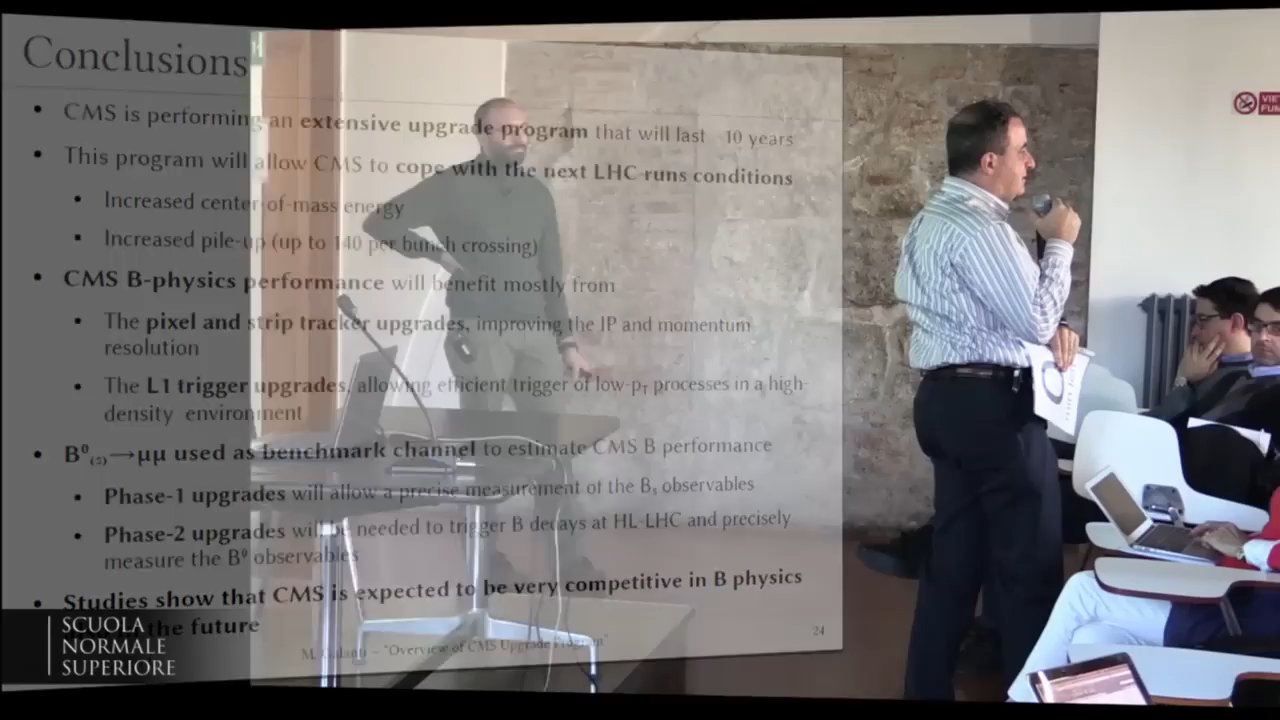 Conclusions
• CMS is performing an extensive upgrade program that will last 10 years
• This program will allow CMS to cope with the next LHC runs conditions
• Increased center-of-mass energy
• Increased pile-up (up to 140 per bunch crossing)
• CMS B-physics performance will benefit mostly from
• The pixel and strip tracker upgrades, improving the IP and momentum
resolution
• The L1 trigger upgrades, allowing efficient trigger of low-pT processes in a high-
density environment
• B⁰(s)→μμ used as benchmark channel to estimate CMS B performance
• Phase-1 upgrades will allow a precise measurement of the Bs observables
• Phase-2 upgrades will be needed to trigger B decays at HL-LHC and precisely
measure the B⁰ observables
• Studies show that CMS is expected to be very competitive in B physics
the future
24
M. – "Overview of CMS Upgrade Program"
SCUOLA
NORMALE
SUPERIORE